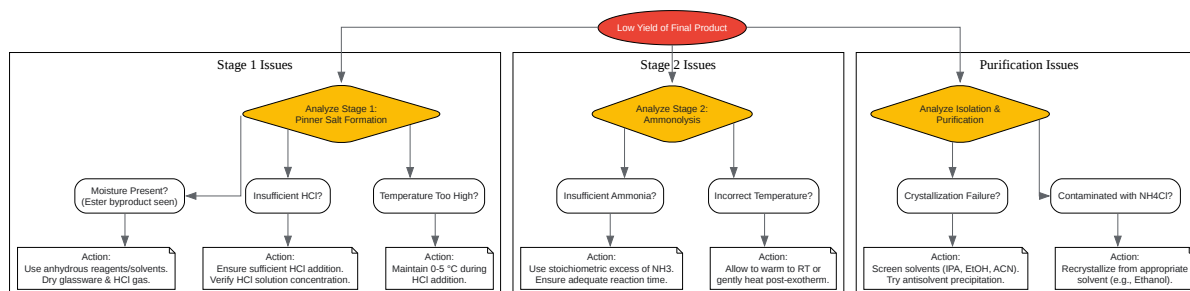 Low Yield of Final Product
Stage 1 Issues
Stage 2 Issues
Purification Issues
Analyze Stage 1:
Pinner Salt Formation
Analyze Stage 2:
Ammonolysis
Analyze Isolation &
Purification
Moisture Present?
(Ester byproduct seen)
Insufficient HCl?
Temperature Too High?
Insufficient Ammonia?
Incorrect Temperature?
Crystallization Failure?
Contaminated with NH4Cl?
Action:
Use anhydrous reagents/solvents.
Dry glassware & HCl gas.
Action:
Ensure sufficient HCl addition.
Verify HCl solution concentration.
Action:
Maintain 0-5 °C during
HCl addition.
Action:
Use stoichiometric excess of NH3.
Ensure adequate reaction time.
Action:
Allow to warm to RT or
gently heat post-exotherm.
Action:
Screen solvents (IPA, EtOH, ACN).
Try antisolvent precipitation.
Action:
Recrystallize from appropriate
solvent (e.g., Ethanol).